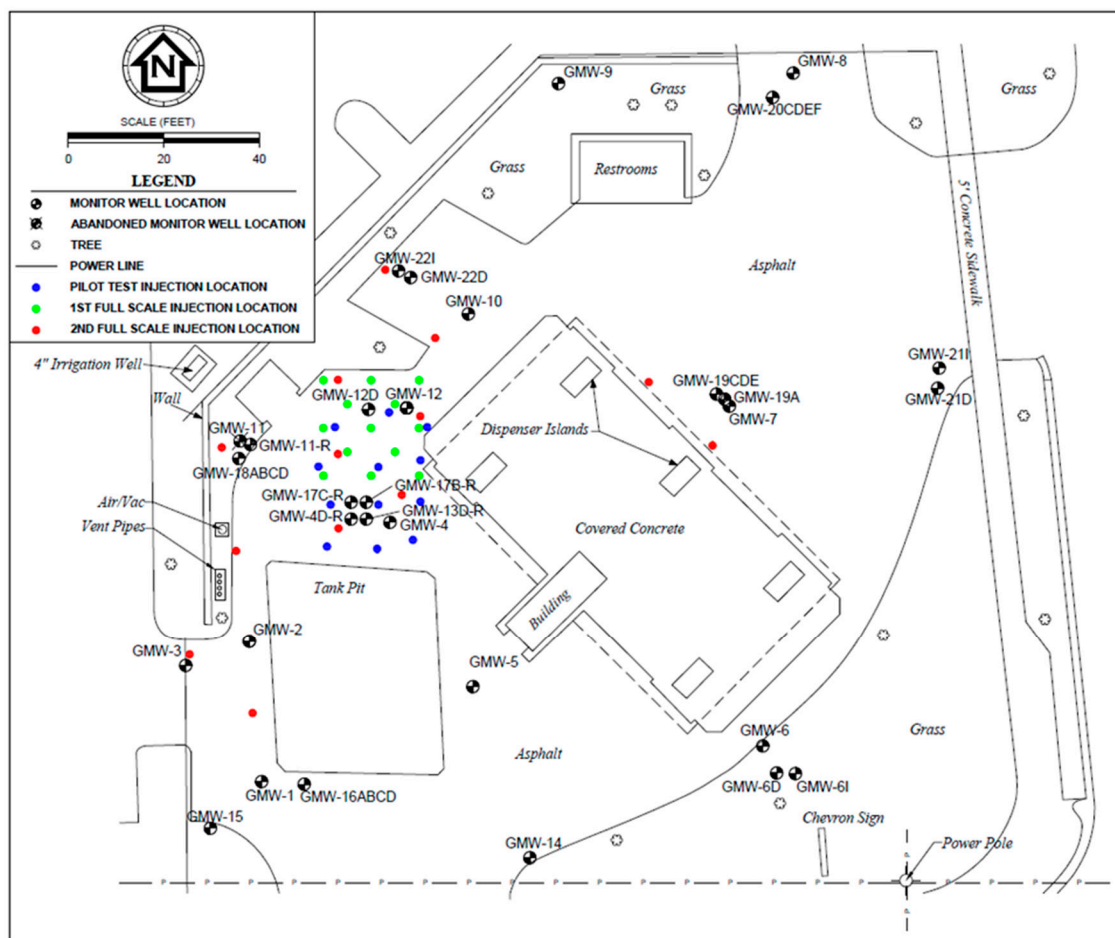 N
SCALE (FEET)
0 20 40
LEGEND
MONITOR WELL LOCATION
ABANDONED MONITOR WELL LOCATION
TREE
POWER LINE
PILOT TEST INJECTION LOCATION
1ST FULL SCALE INJECTION LOCATION
2ND FULL SCALE INJECTION LOCATION
GMW-9
Grass
GMW-8
GMW-20CDEF
Grass
Grass
Restrooms
5' Concrete Sidewalk
GMW-22I
GMW-22D
Asphalt
GMW-10
4" Irrigation Well
Wall
GMW-21I
GMW-21D
GMW-19CDE
GMW-19A
GMW-7
GMW-12D
GMW-12
Dispenser Islands
GMW-11
GMW-11-R
GMW-18ABCD
GMW-17C-R
GMW-17B-R
GMW-4D-R
GMW-13D-R
GMW-4
Air/Vac
Vent Pipes
Covered Concrete
Tank Pit
Building
GMW-2
GMW-3
GMW-5
GMW-6
Grass
Asphalt
GMW-6D
GMW-6I
GMW-1
GMW-16ABCD
GMW-15
Chevron Sign
GMW-14
Power Pole
P P P P P P P P P P P P P P P P P P
P
P